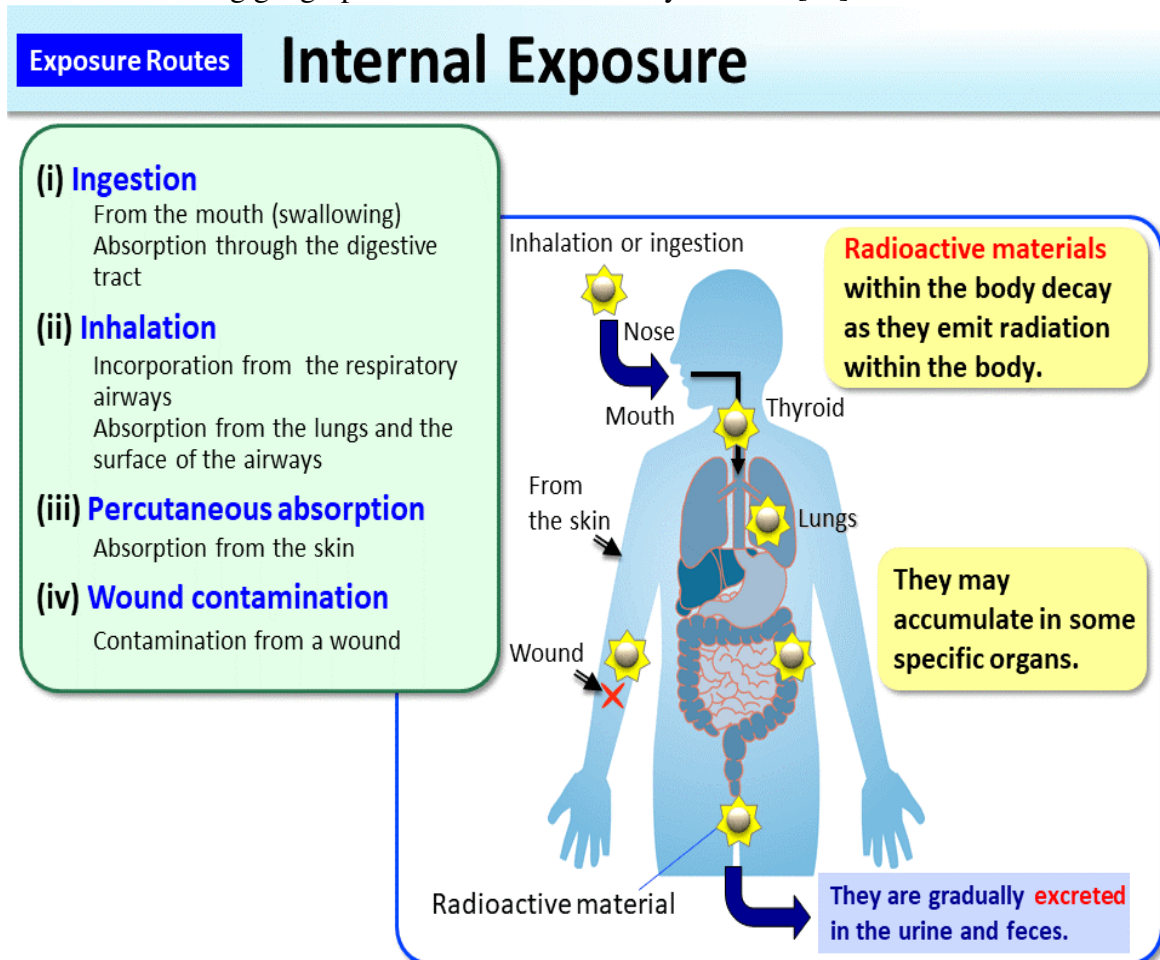 Exposure Routes
Internal Exposure
(i) Ingestion
From the mouth (swallowing)
Absorption through the digestive
tract
(ii) Inhalation
Incorporation from the respiratory
airways
Absorption from the lungs and the
surface of the airways
(iii) Percutaneous absorption
Absorption from the skin
(iv) Wound contamination
Contamination from a wound
Inhalation or ingestion
Nose
Mouth
Thyroid
From
the skin
Lungs
Wound
Radioactive material
Radioactive materials
within the body decay
as they emit radiation
within the body.
They may
accumulate in some
specific organs.
They are gradually excreted
in the urine and feces.